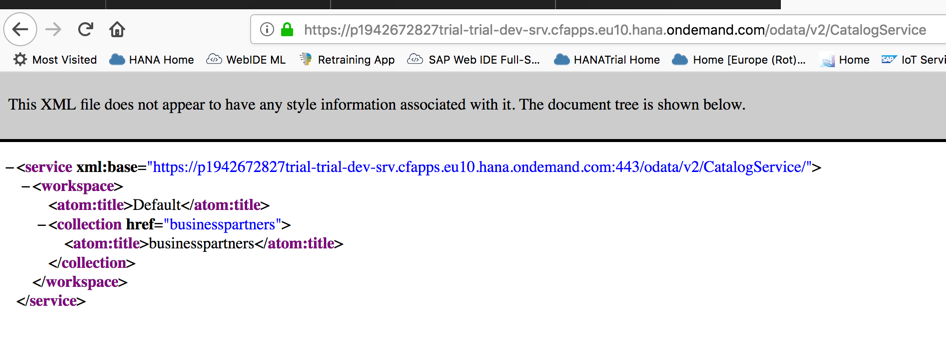 https://p1942672827trial-trial-dev-srv.cfapps.eu10.hana.ondemand.com/odata/v2/CatalogService
Most Visited HANA Home WebIDE ML Retraining App SAP Web IDE Full-S... HANATrial Home Home [Europe (Rot)... Home SAP IoT Servi
This XML file does not appear to have any style information associated with it. The document tree is shown below.
−<service xml:base="https://p1942672827trial-trial-dev-srv.cfapps.eu10.hana.ondemand.com:443/odata/v2/CatalogService/">
−<workspace>
<atom:title>Default</atom:title>
−<collection href="businesspartners">
<atom:title>businesspartners</atom:title>
</collection>
</workspace>
</service>